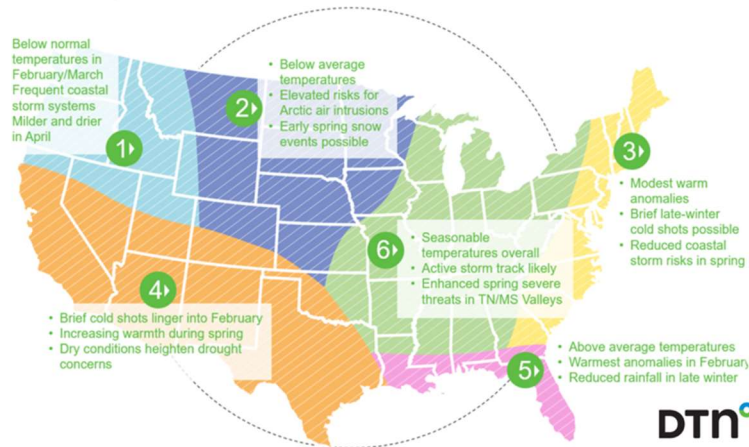 Below normal
temperatures in
February/March
Frequent coastal
storm systems
Milder and drier
in April
1
2
• Below average
temperatures
• Elevated risks for
Arctic air intrusions
• Early spring snow
events possible
3
• Modest warm
anomalies
• Brief late-winter
cold shots possible
• Reduced coastal
storm risks in spring
4
• Brief cold shots linger into February
• Increasing warmth during spring
• Dry conditions heighten drought
concerns
6
• Seasonable
temperatures overall
• Active storm track likely
• Enhanced spring severe
threats in TN/MS Valleys
5
• Above average temperatures
• Warmest anomalies in February
• Reduced rainfall in late winter
DTN